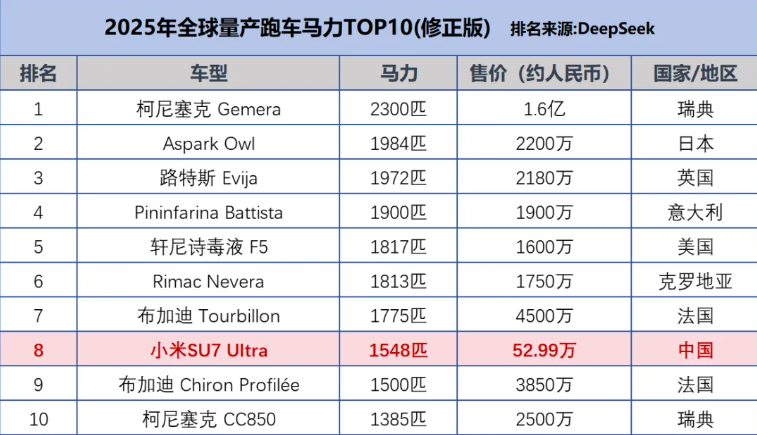 2025年全球量产跑车马力TOP10(修正版) 排名来源:DeepSeek
排名 车型 马力 售价（约人民币） 国家/地区
1 柯尼塞克 Gemera 2300匹 1.6亿 瑞典
2 Aspark Owl 1984匹 2200万 日本
3 路特斯 Evija 1972匹 2180万 英国
4 Pininfarina Battista 1900匹 1900万 意大利
5 轩尼诗毒液 F5 1817匹 1600万 美国
6 Rimac Nevera 1813匹 1750万 克罗地亚
7 布加迪 Tourbillon 1775匹 4500万 法国
8 小米SU7 Ultra 1548匹 52.99万 中国
9 布加迪 Chiron Profilée 1500匹 3850万 法国
10 柯尼塞克 CC850 1385匹 2500万 瑞典